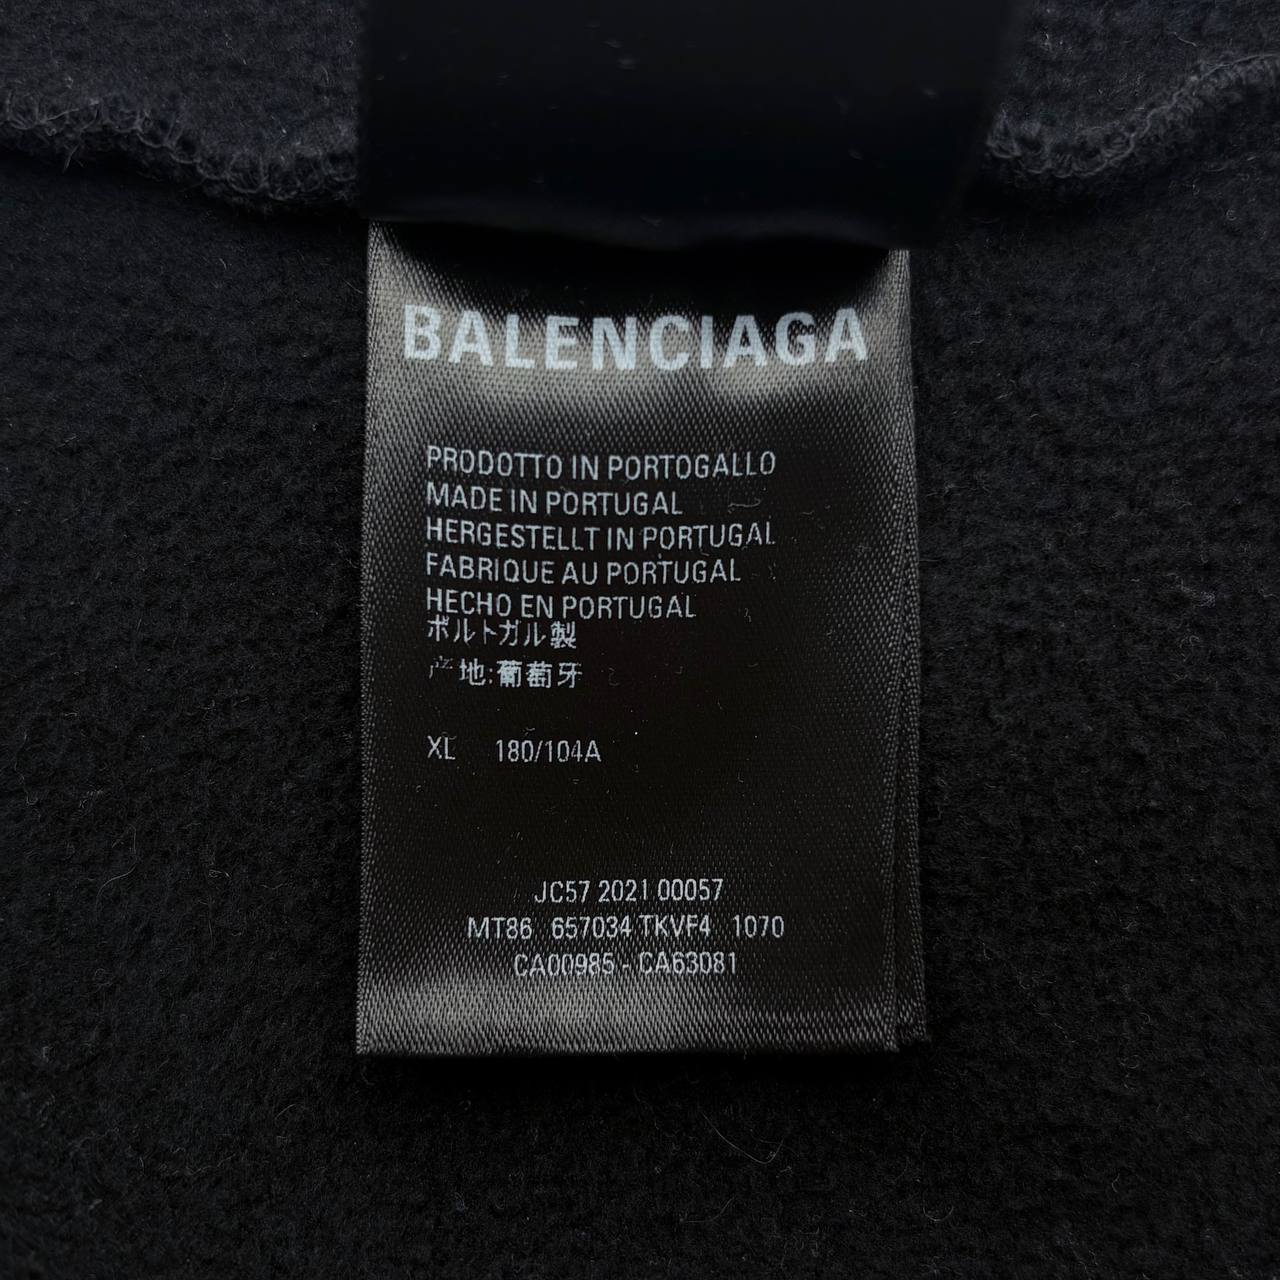 BALENCIAGA
PRODOTTO IN PORTOGALLO
MADE IN PORTUGAL
HERGESTELLT IN PORTUGAL
FABRIQUE AU PORTUGAL
HECHO EN PORTUGAL
ポルトガル製
产地:葡萄牙
XL 180/104A
JC57 2021 00057
MT86 657034 TKVF4 1070
CA00985 - CA63081